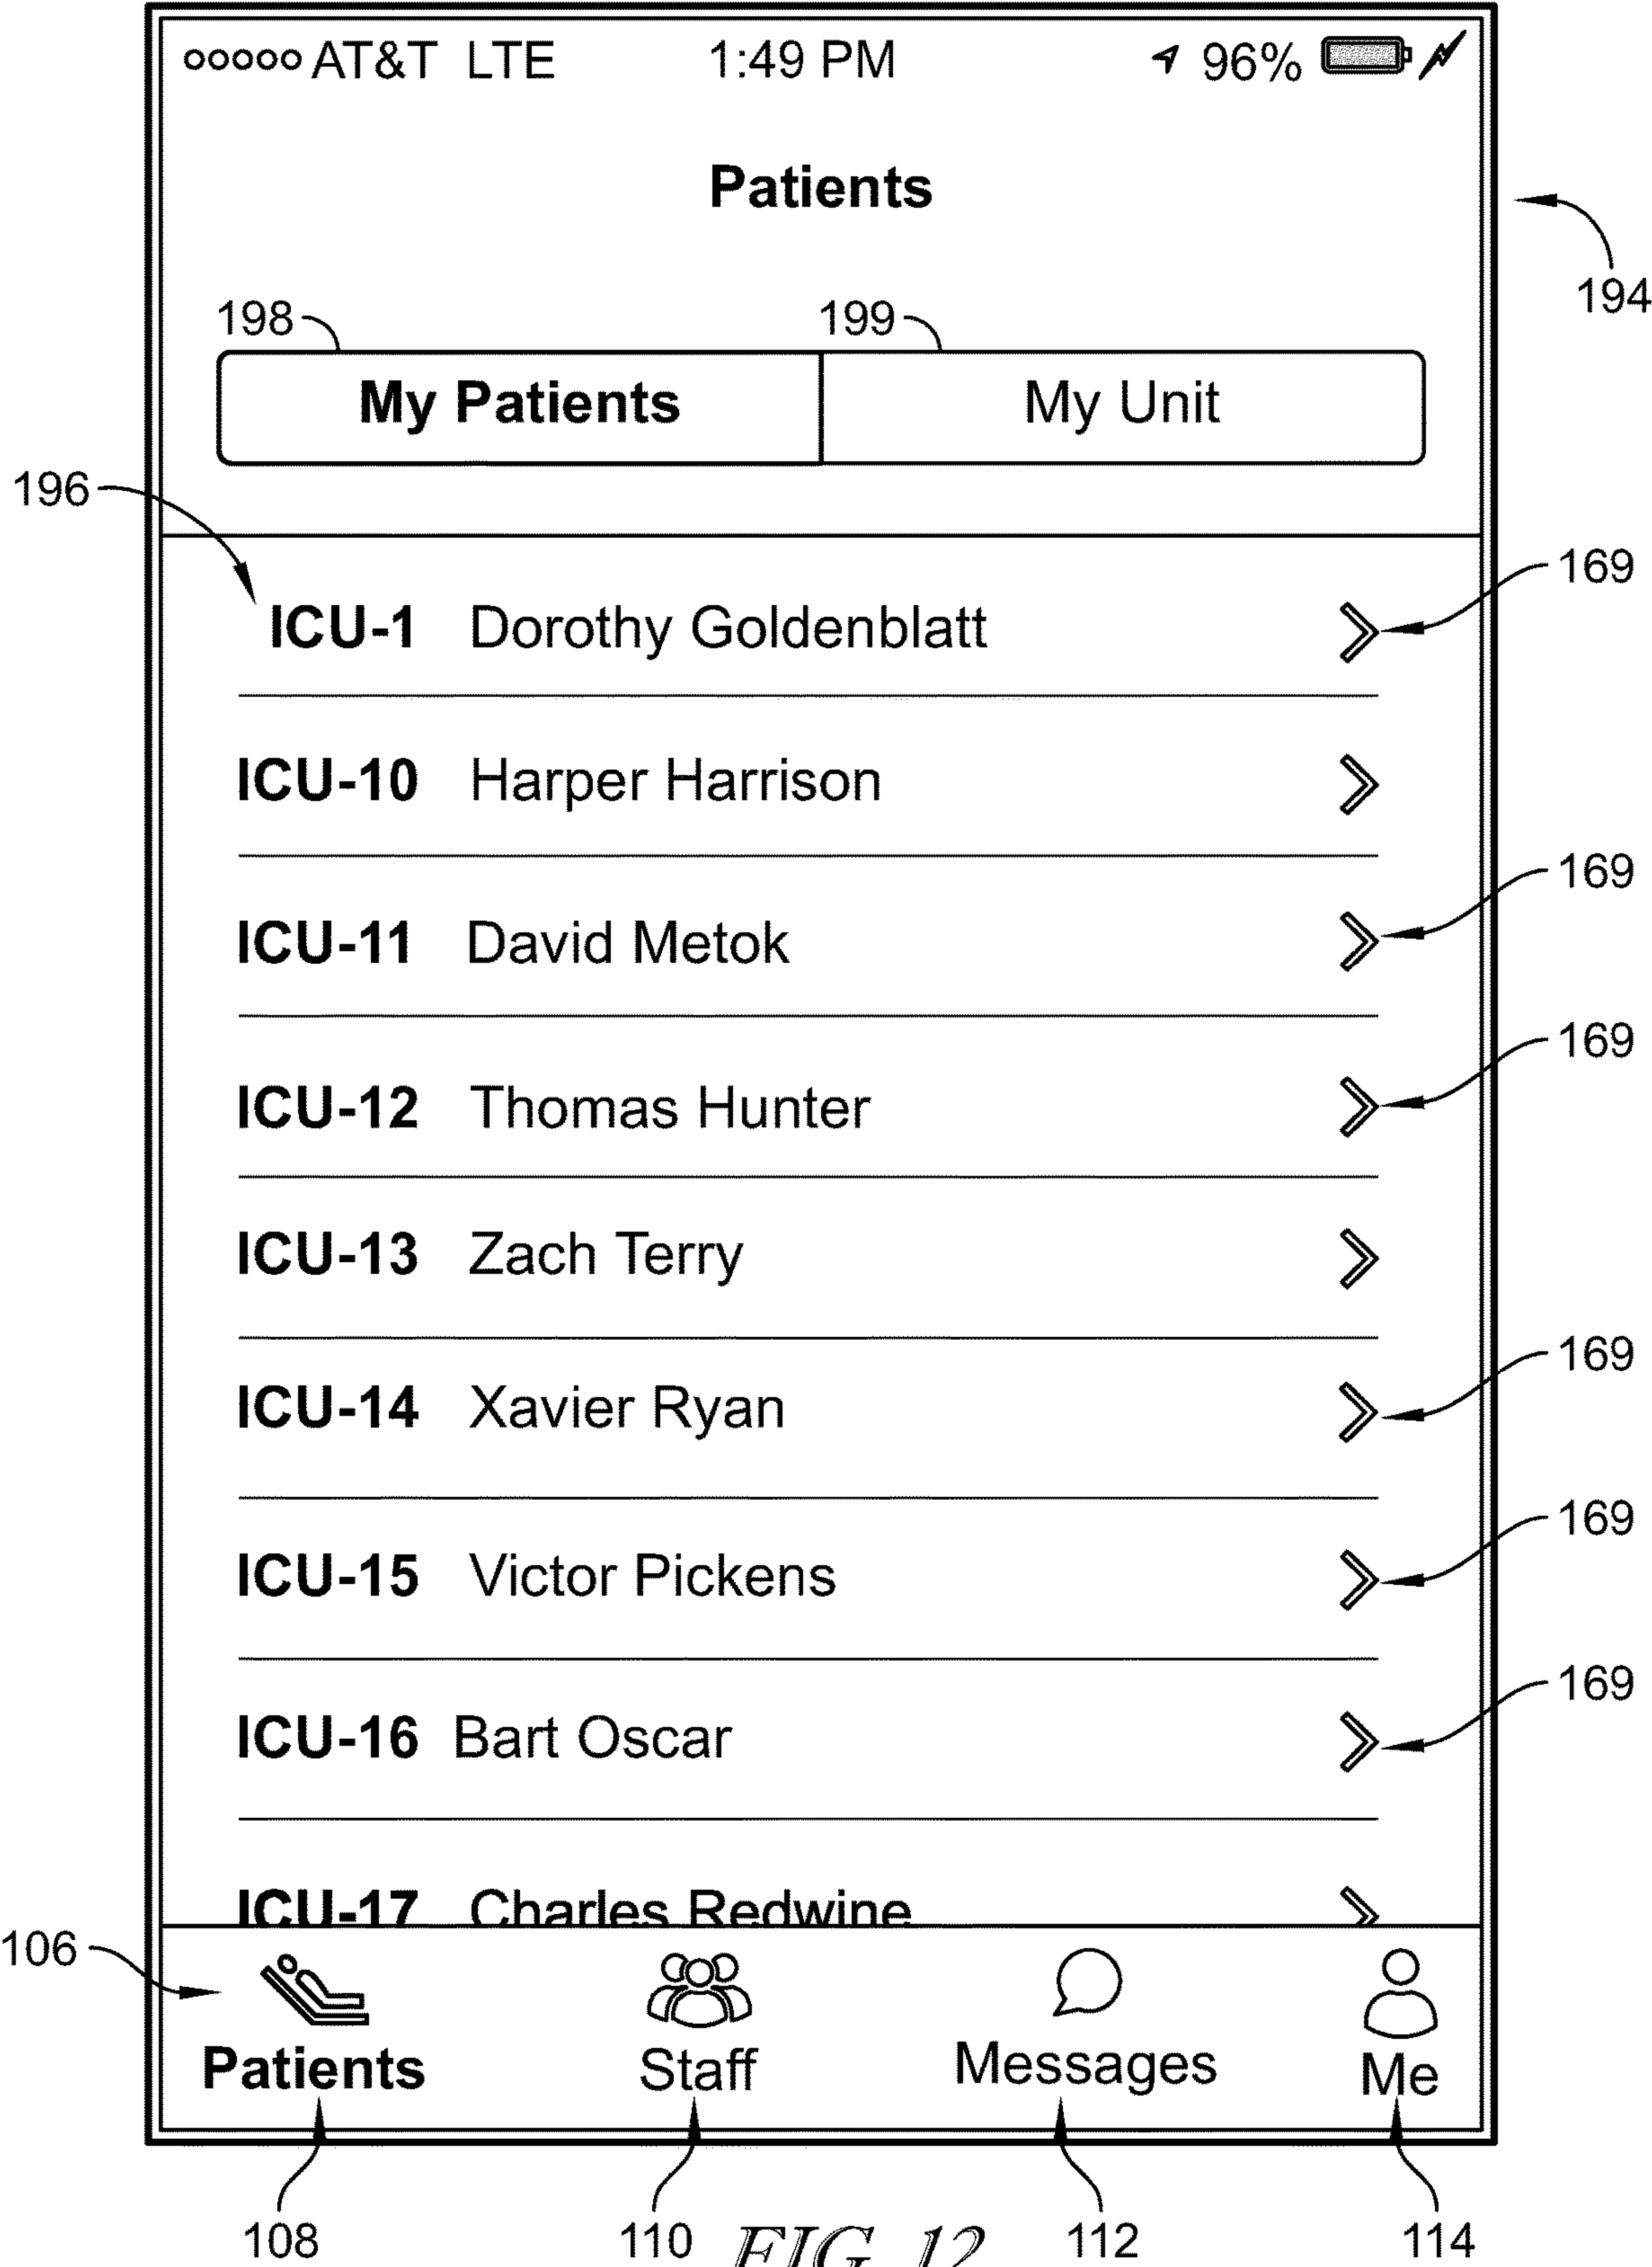 ooooo AT&T LTE 1:49 PM 96%
Patients
194
198 199
My Patients My Unit
196
169
ICU-1 Dorothy Goldenblatt
ICU-10 Harper Harrison
169
ICU-11 David Metok
169
ICU-12 Thomas Hunter
ICU-13 Zach Terry
169
ICU-14 Xavier Ryan
169
ICU-15 Victor Pickens
169
ICU-16 Bart Oscar
ICU-17 Charles Redwine
106
Patients Staff Messages Me
108 110 112 114
FIG. 12